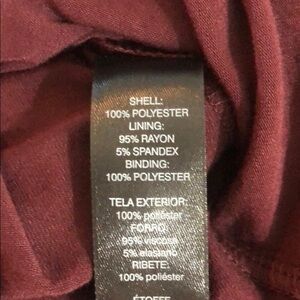 SHELL:
100% POLYESTER
LINING:
95% RAYON
5% SPANDEX
BINDING:
100% POLYESTER
TELA EXTERIOR:
100% poliéster
FORRO:
95% viscosa
5% elastano
RIBETE:
100% poliéster
ÉTOFFE